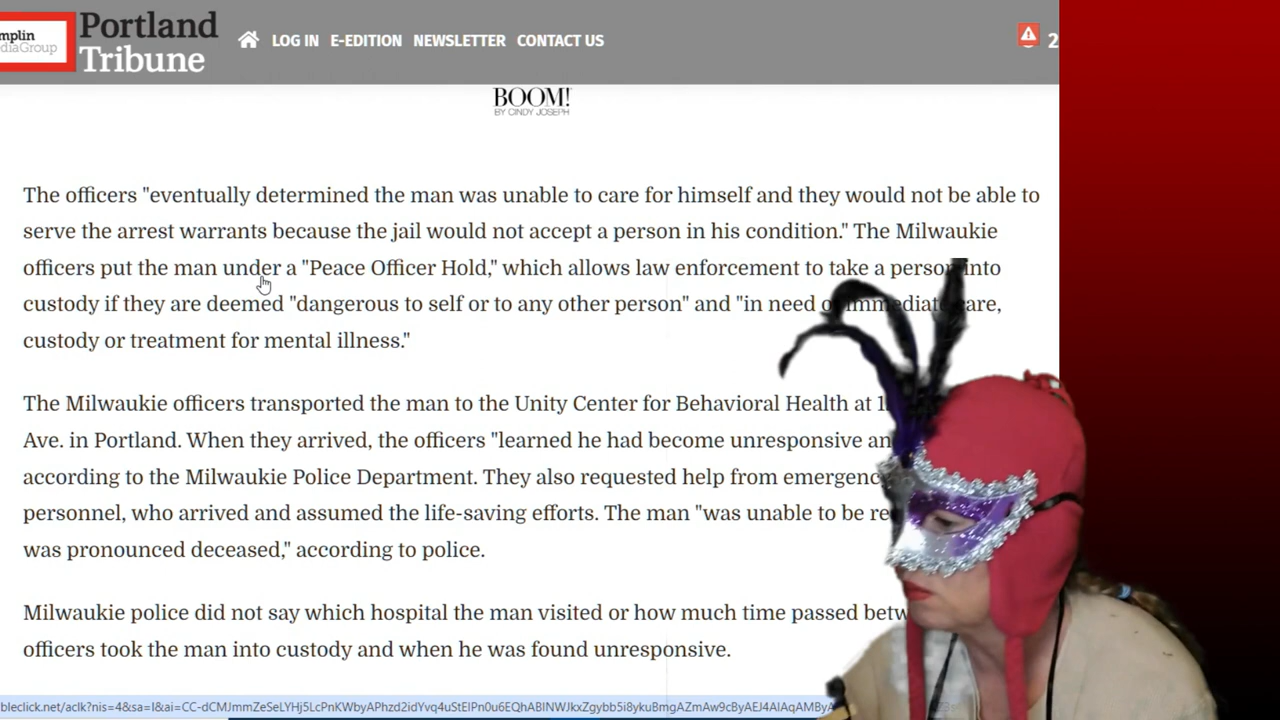 mplin
diaGroup
Portland
Tribune
LOG IN E-EDITION NEWSLETTER CONTACT US
2
BOOM!
BY CINDY JOSEPH
The officers "eventually determined the man was unable to care for himself and they would not be able to
serve the arrest warrants because the jail would not accept a person in his condition." The Milwaukie
officers put the man under a "Peace Officer Hold," which allows law enforcement to take a person into
custody if they are deemed "dangerous to self or to any other person" and "in need of immediate care,
custody or treatment for mental illness."
The Milwaukie officers transported the man to the Unity Center for Behavioral Health at 1
Ave. in Portland. When they arrived, the officers "learned he had become unresponsive an
according to the Milwaukie Police Department. They also requested help from emergenc
personnel, who arrived and assumed the life-saving efforts. The man "was unable to be re
was pronounced deceased," according to police.
Milwaukie police did not say which hospital the man visited or how much time passed betw
officers took the man into custody and when he was found unresponsive.